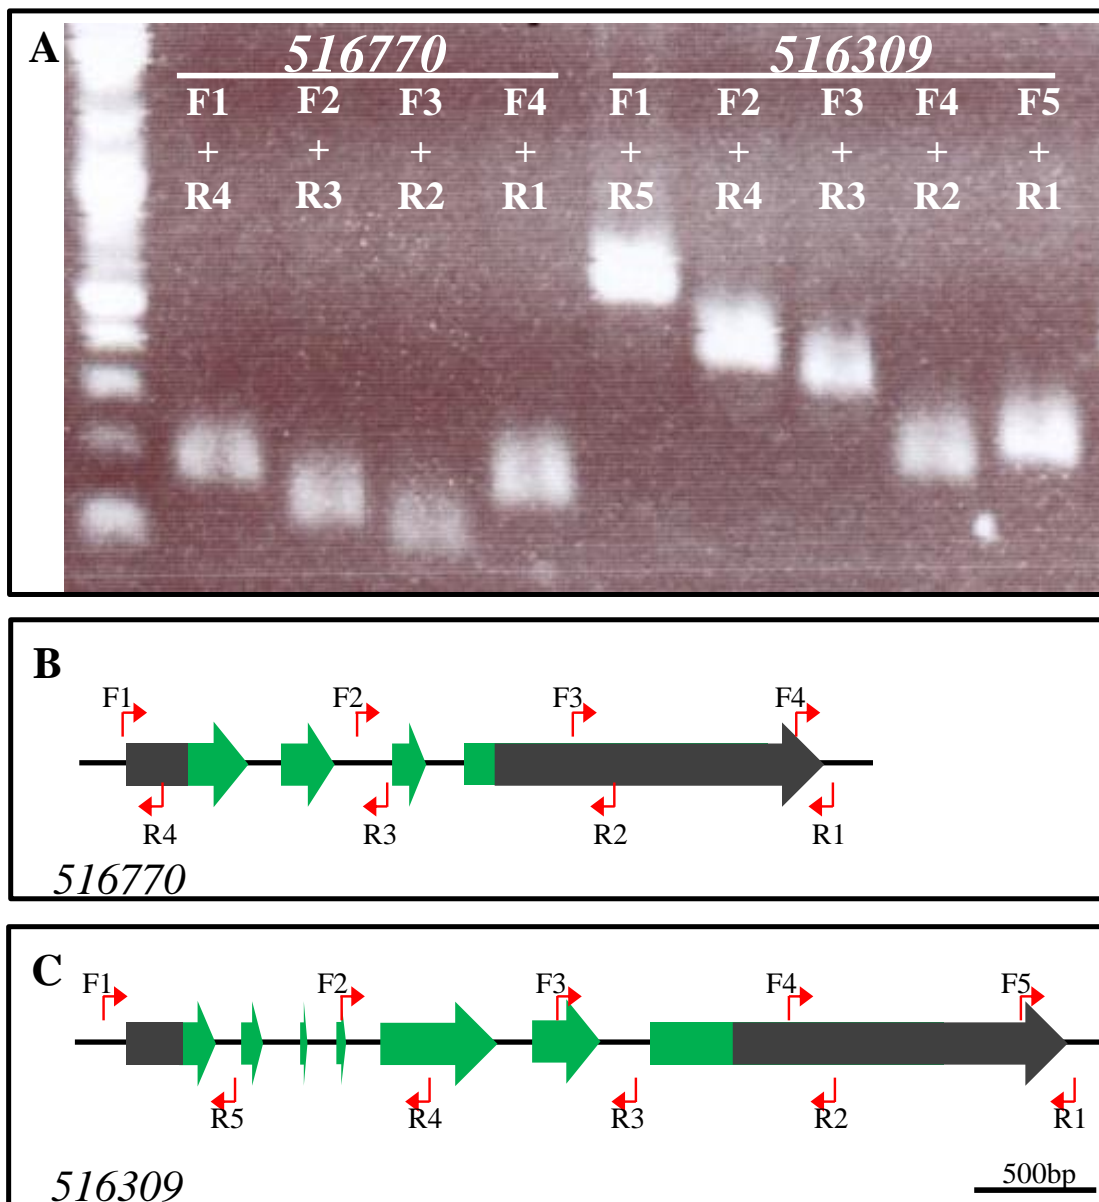 A
516770 516309
F1 F2 F3 F4 F1 F2 F3 F4 F5
+ + + + + + + + +
R4 R3 R2 R1 R5 R4 R3 R2 R1
B
F1 F2 F3 F4
R4 R3 R2 R1
516770
C
F1 F2 F3 F4 F5
R5 R4 R3 R2 R1
516309
500bp